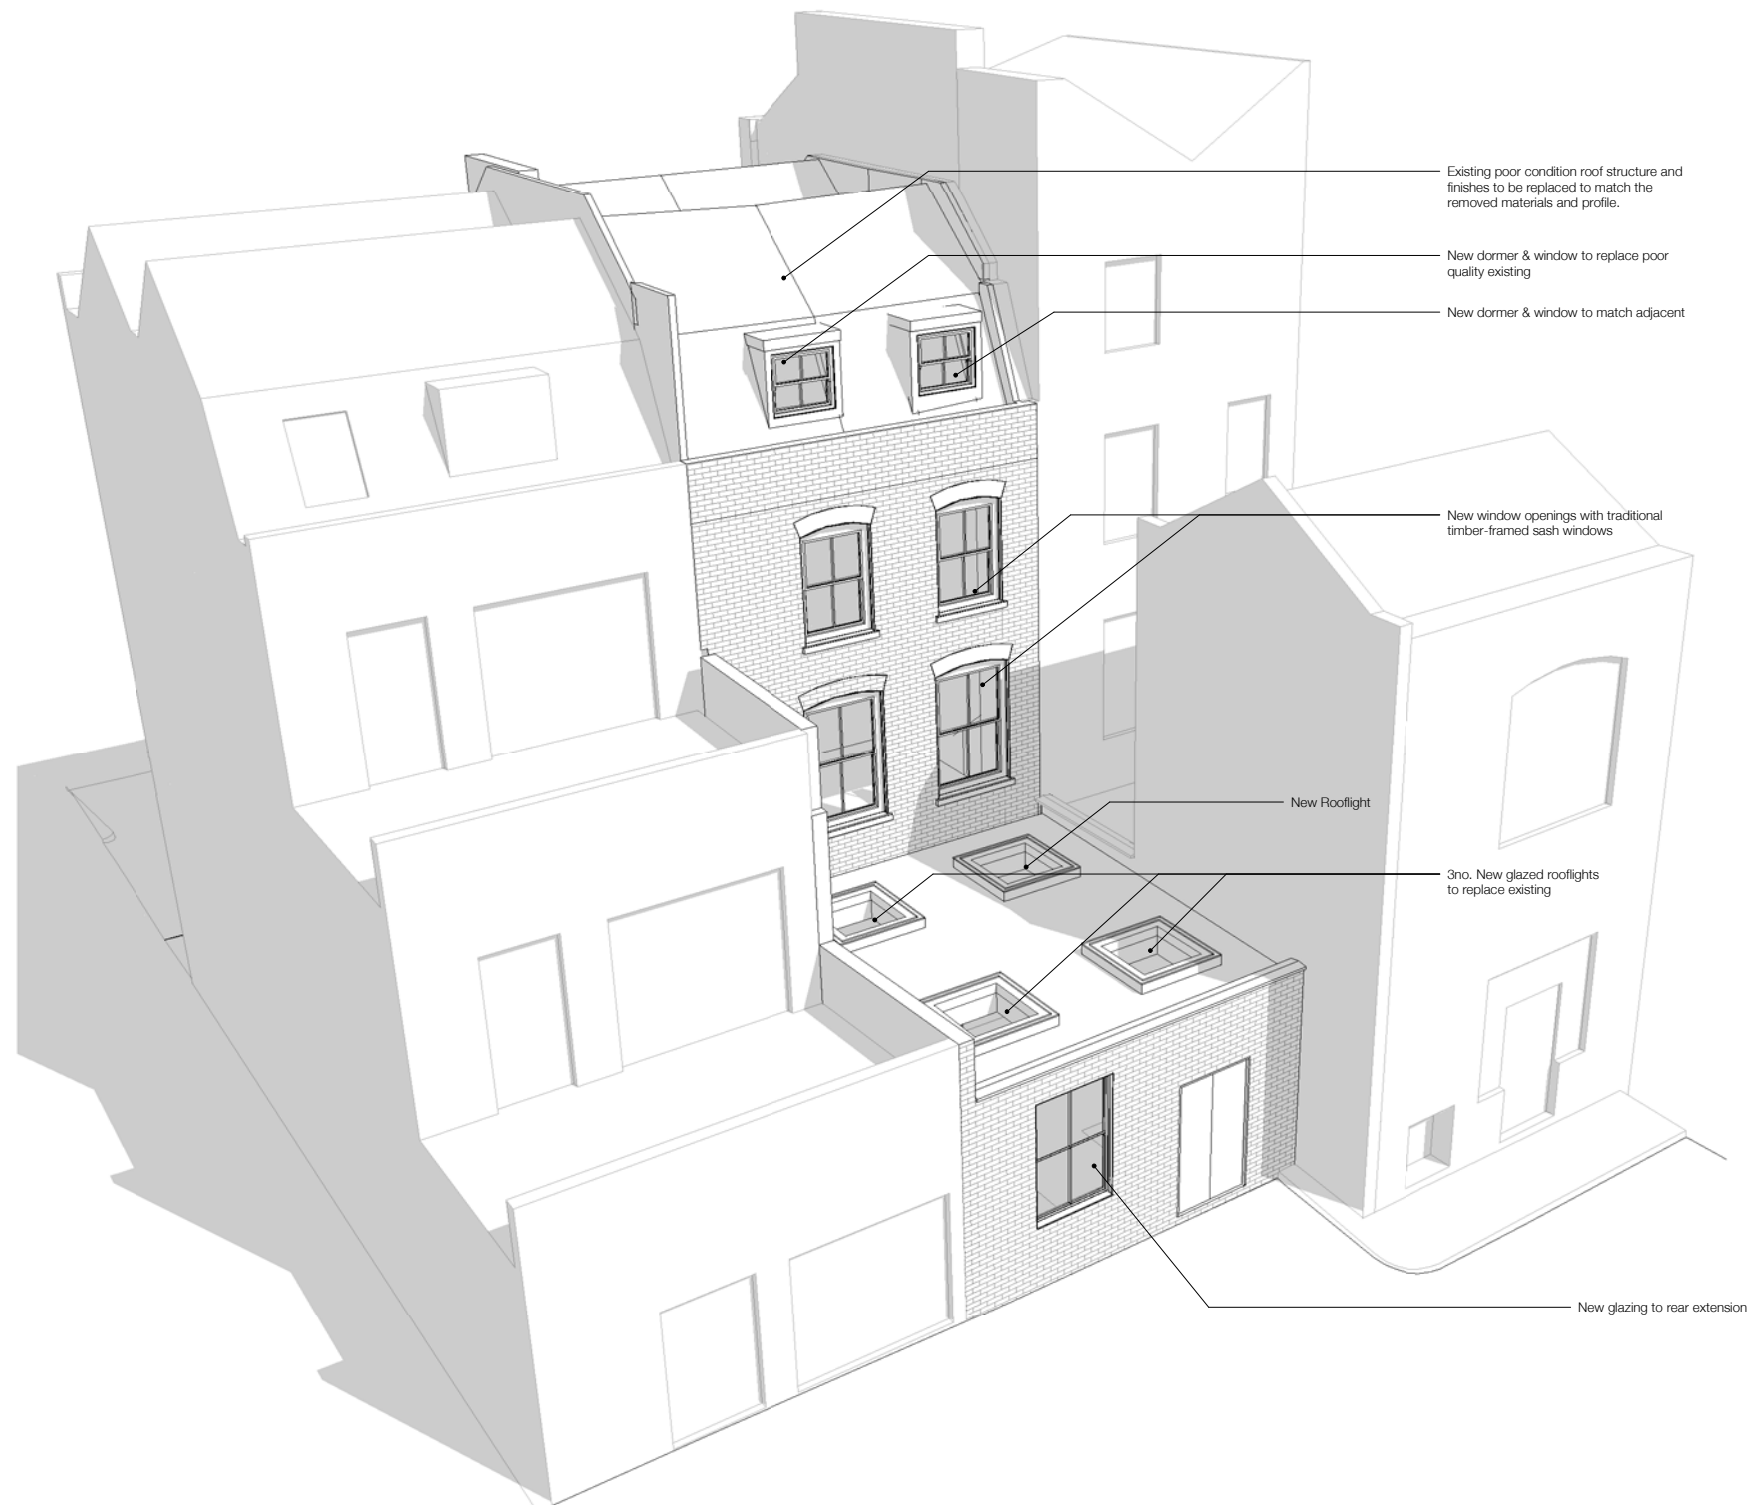 Existing poor condition roof structure and
finishes to be replaced to match the
removed materials and profile.
New dormer & window to replace poor
quality existing
New dormer & window to match adjacent
New window openings with traditional
timber-framed sash windows
New Rooflight
3no. New glazed rooflights
to replace existing
New glazing to rear extension